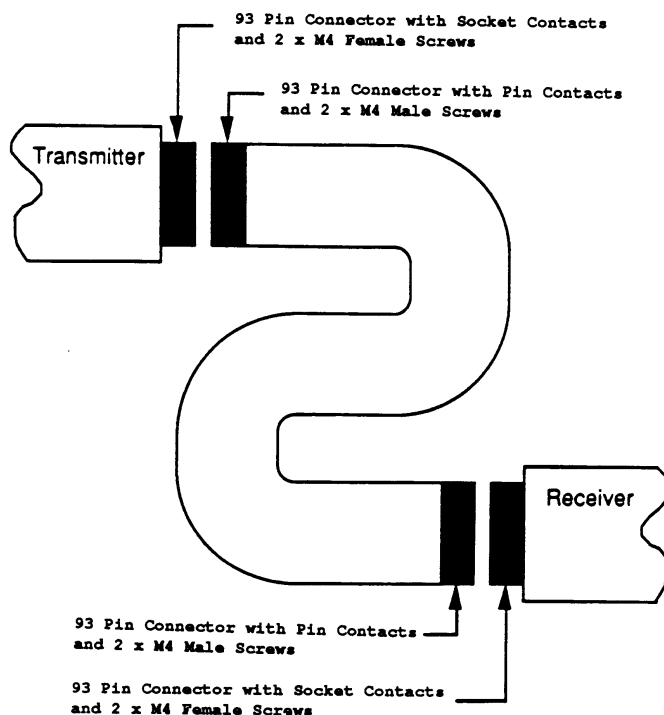 93 Pin Connector with Socket Contacts
and 2 x M4 Female Screws
93 Pin Connector with Pin Contacts
and 2 x M4 Male Screws
Transmitter
Receiver
93 Pin Connector with Pin Contacts
and 2 x M4 Male Screws
93 Pin Connector with Socket Contacts
and 2 x M4 Female Screws